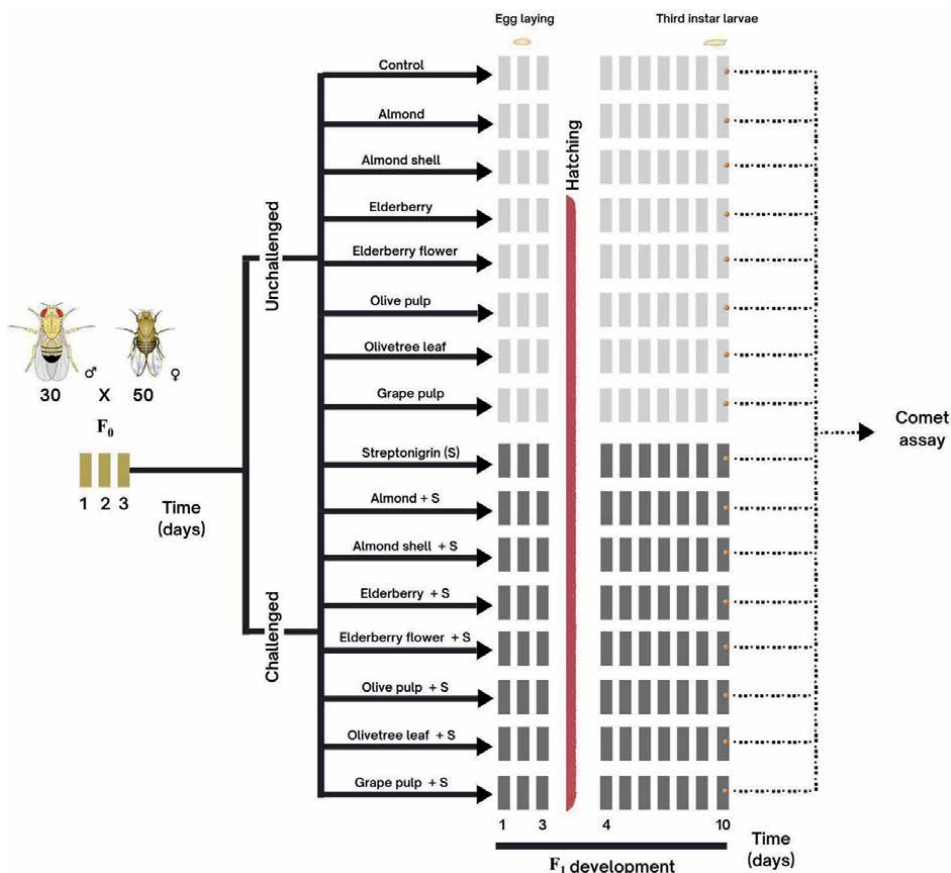 Egg laying
Third instar larvae
Control
Almond
Almond shell
Elderberry
Elderberry flower
Olive pulp
Olivetree leaf
Grape pulp
Streptonigrin (S)
Almond + S
Almond shell + S
Elderberry + S
Elderberry flower + S
Olive pulp + S
Olivetree leaf + S
Grape pulp + S
Unchallenged
Challenged
Hatching
♂
♀
30 X 50
F₀
1 2 3
Time
(days)
Comet
assay
1 3 4 10
Time
(days)
F₁ development